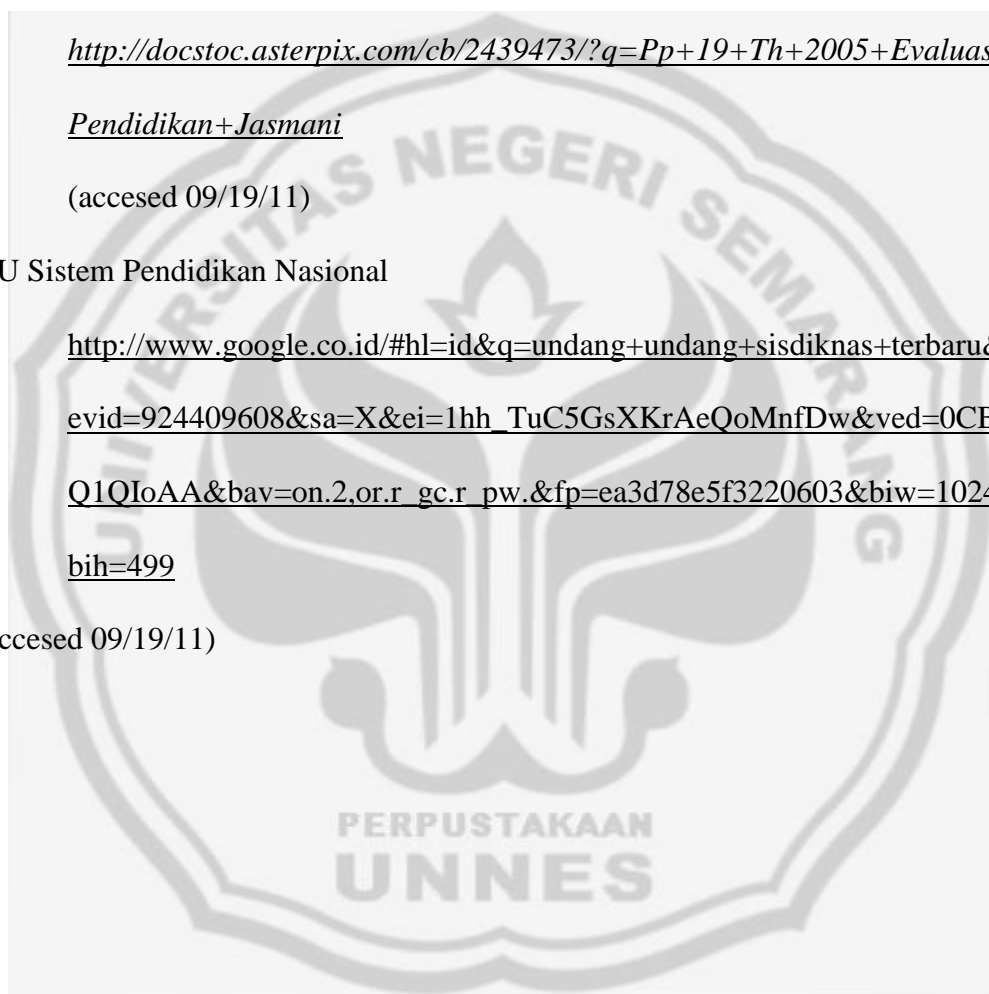 http://docstoc.asterpix.com/cb/2439473/?q=Pp+19+Th+2005+Evaluas
Pendidikan+Jasmani
(accesed 09/19/11)
U Sistem Pendidikan Nasional
http://www.google.co.id/#hl=id&q=undang+undang+sisdiknas+terbaru&
evid=924409608&sa=X&ei=1hh_TuC5GsXKrAeQoMnfDw&ved=0CB
Q1QIoAA&bav=on.2,or.r_gc.r_pw.&fp=ea3d78e5f3220603&biw=1024
bih=499
ccesed 09/19/11)
UNIVERSITAS NEGERI SEMARANG
PERPUSTAKAAN
UNNES